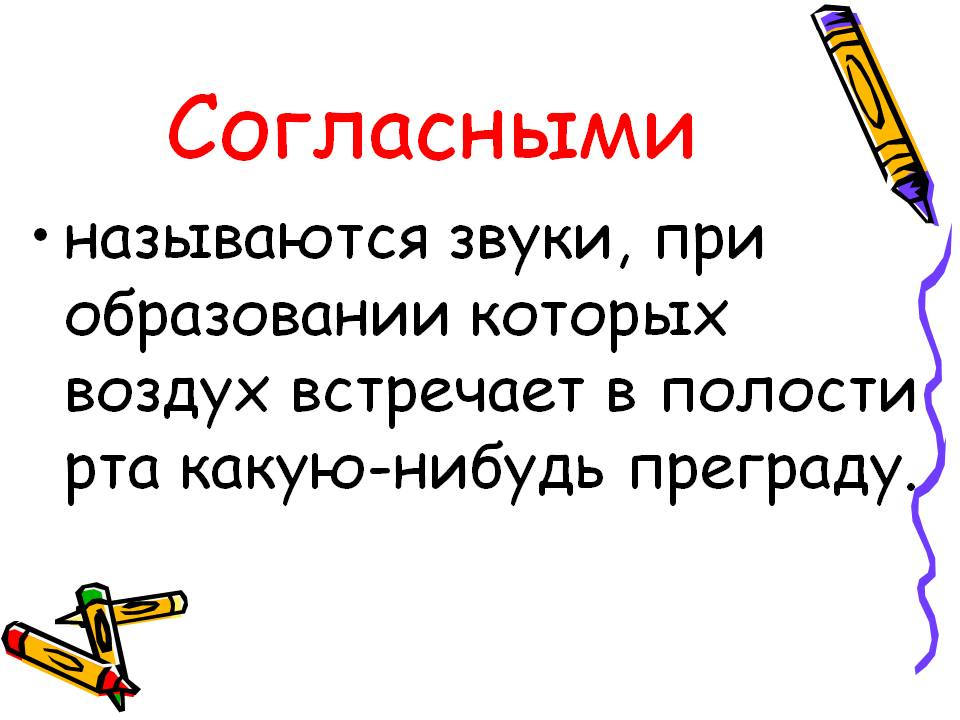 Согласными
• называются звуки, при
образовании которых
воздух встречает в полости
рта какую-нибудь преграду.